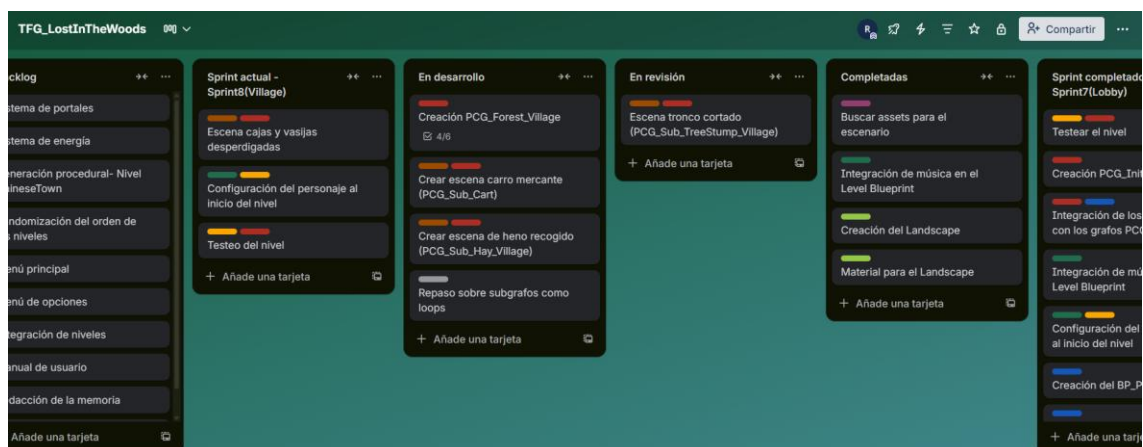 TFG_LostInTheWoods
R
Compartir
cklog
stema de portales
stema de energía
eneración procedural- Nivel
hineseTown
ndomización del orden de
s niveles
enú principal
enú de opciones
tegración de niveles
anual de usuario
dacción de la memoria
Añade una tarjeta
Sprint actual -
Sprint8(Village)
Escena cajas y vasijas
desperdigadas
Configuración del personaje al
inicio del nivel
Testeo del nivel
+ Añade una tarjeta
En desarrollo
Creación PCG_Forest_Village
4/6
Crear escena carro mercante
(PCG_Sub_Cart)
Crear escena de heno recogido
(PCG_Sub_Hay_Village)
Repaso sobre subgrafos como
loops
+ Añade una tarjeta
En revisión
Escena tronco cortado
(PCG_Sub_TreeStump_Village)
+ Añade una tarjeta
Completadas
Buscar assets para el
escenario
Integración de música en el
Level Blueprint
Creación del Landscape
Material para el Landscape
+ Añade una tarjeta
Sprint completado
Sprint7(Lobby)
Testear el nivel
Creación PCG_Init
Integración de los
con los grafos PCG
Integración de mú
Level Blueprint
Configuración del
al inicio del nivel
Creación del BP_P
+ Añade una tarj